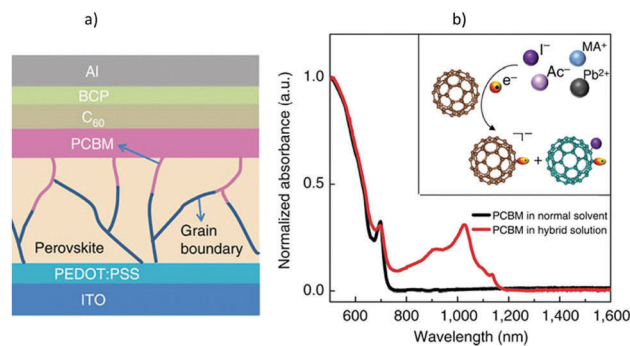 a)
Al
BCP
C60
PCBM
Perovskite
Grain
boundary
PEDOT:PSS
ITO
b)
Normalized absorbance (a.u.)
1.0
0.5
0.0
600 800 1,000 1,200 1,400 1,600
Wavelength (nm)
I⁻
MA⁺
Ac⁻
Pb²⁺
e⁻
+
PCBM in normal solvent
PCBM in hybrid solution